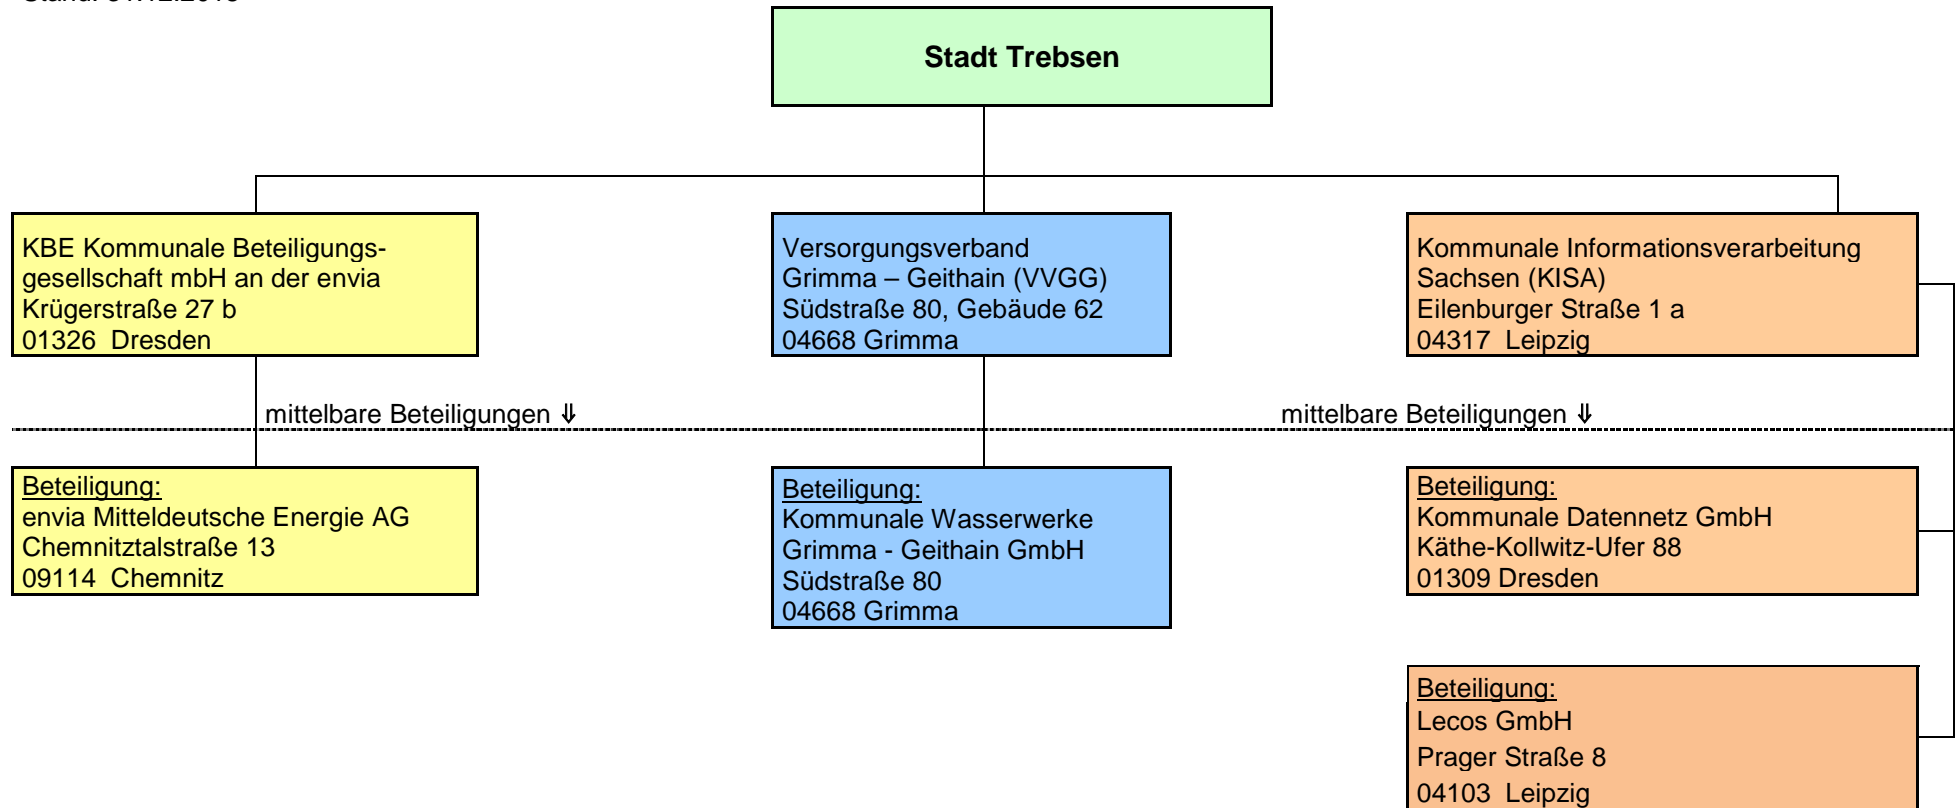 Stadt Trebsen
KBE Kommunale Beteiligungs-
gesellschaft mbH an der envia
Krügerstraße 27 b
01326 Dresden
Versorgungsverband
Grimma – Geithain (VVGG)
Südstraße 80, Gebäude 62
04668 Grimma
Kommunale Informationsverarbeitung
Sachsen (KISA)
Eilenburger Straße 1 a
04317 Leipzig
mittelbare Beteiligungen ⇓
mittelbare Beteiligungen ⇓
Beteiligung:
envia Mitteldeutsche Energie AG
Chemnitztalstraße 13
09114 Chemnitz
Beteiligung:
Kommunale Wasserwerke
Grimma - Geithain GmbH
Südstraße 80
04668 Grimma
Beteiligung:
Kommunale Datennetz GmbH
Käthe-Kollwitz-Ufer 88
01309 Dresden
Beteiligung:
Lecos GmbH
Prager Straße 8
04103 Leipzig